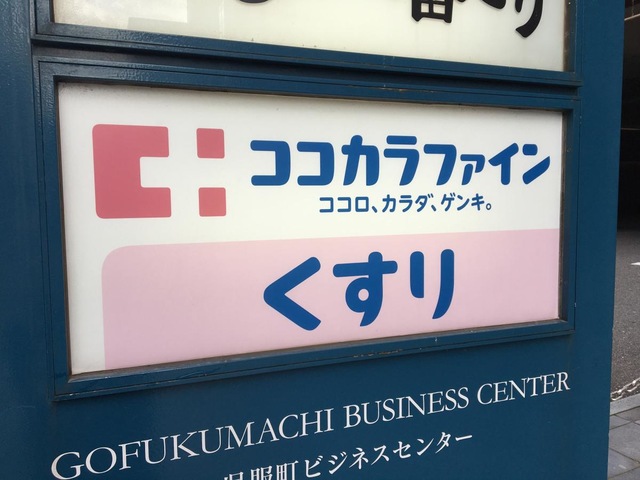 ココカラファイン
ココロ、カラダ、ゲンキ。
くすり
GOFUKUMACHI BUSINESS CENTER
呉服町ビジネスセンター